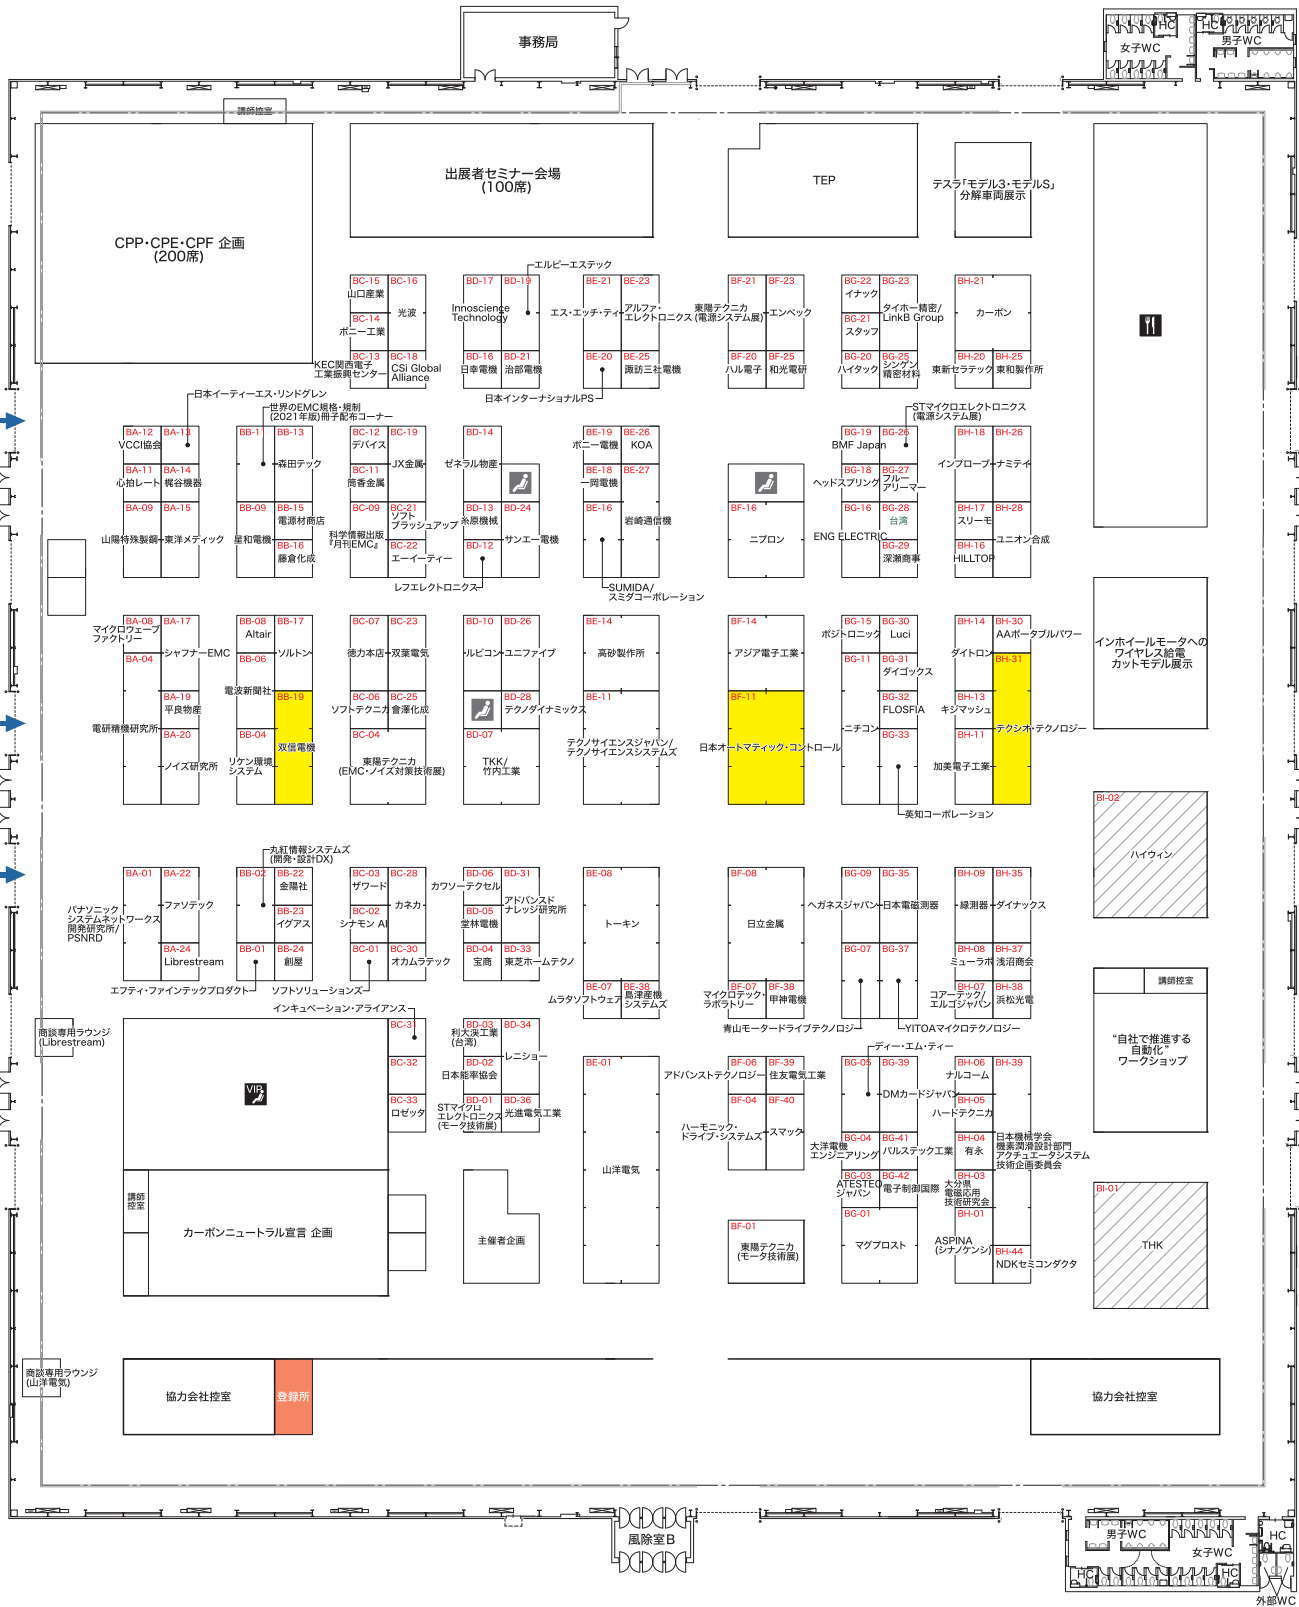 事務局
女子WC
HC
HC
男子WC
講師控室
CPP・CPE・CPF 企画
(200席)
出展者セミナー会場
(100席)
TEP
テスラ「モデル3・モデルS」
分解車両展示
エルピーエステック
BC-15
山口産業
BC-16
光波
BC-14
ポニー工業
BC-13
KEC関西電子
工業振興センター
BC-18
CSi Global
Alliance
BD-17
Innoscience
Technology
BD-19
BD-16
日幸電機
BD-21
治部電機
BE-21
エス・エッチ・ティ
BE-23
アルファ・
エレクトロニクス
BE-20
BE-25
諏訪三社電機
日本インターナショナルPS
BF-21
東陽テクニカ
(電源システム展)
BF-23
エンベック
BF-20
ハル電子
BF-25
和光電研
BG-22
イナック
BG-23
タイホー精密/
LinkB Group
BG-21
スタッフ
BG-20
ハイタック
BG-25
シンゲン
精密材料
BH-21
カーボン
BH-20
東新セラテック
BH-25
東和製作所
日本イーティーエス・リンドグレン
世界のEMC規格・規制
(2021年版)冊子配布コーナー
STマイクロエレクトロニクス
(電源システム展)
BA-12
VCCI協会
BA-13
BA-11
心拍レート
BA-14
梶谷機器
BA-09
山陽特殊製鋼
BA-15
東洋メディック
BB-11
BB-13
森田テック
BB-09
星和電機
BB-15
電源材商店
BB-16
藤倉化成
BC-12
デバイス
BC-19
JX金属
BC-11
筒香金属
BC-09
科学情報出版
『月刊EMC』
BC-21
ソフト
プラッシュアップ
BC-22
エーイーティー
BD-14
ゼネラル物産
BD-13
糸原機械
BD-24
サンエー電機
BD-12
レフエレクトロニクス
BE-19
ボニー電機
BE-26
KOA
BE-18
一岡電機
BE-27
岩崎通信機
BE-16
SUMIDA/
スミダコーポレーション
BF-16
ニプロン
BG-19
BMF Japan
BG-26
BG-18
ヘッドスプリング
BG-27
ブルー
アリーマー
BG-16
ENG ELECTRIC
BG-28
台湾
BG-29
深瀬商事
BH-18
インプローブ
BH-26
ナミテイ
BH-17
スリーモ
BH-28
ユニオン合成
BH-16
HILLTOP
BA-08
マイクロウェーブ
ファクトリー
BA-17
シャフナーEMC
BA-04
電研精機研究所
BA-19
平良物産
BA-20
ノイズ研究所
BB-08
Altair
BB-17
ソルトン
BB-06
電波新聞社
BB-19
双信電機
BB-04
リケン環境
システム
BC-07
徳力本店
BC-23
双葉電気
BC-06
ソフトテクニカ
BC-25
會澤化成
BC-04
東陽テクニカ
(EMC・ノイズ対策技術展)
BD-10
ルビコン
BD-26
ユニファイブ
BD-28
テクノダイナミックス
BD-07
TKK/
竹内工業
BE-14
高砂製作所
BE-11
テクノサイエンスジャパン/
テクノサイエンスシステムズ
BF-14
アジア電子工業
BF-11
日本オートマティック・コントロール
BG-15
ポジトロニック
BG-30
Luci
BG-11
ニチコン
BG-31
ダイゴックス
BG-32
FLOSFIA
BG-33
英知コーポレーション
BH-14
ダイトロン
BH-30
AAポータブルパワー
BH-31
テクシオ・テクノロジー
BH-13
キジマッシュ
BH-11
加美電子工業
インホイールモータへの
ワイヤレス給電
カットモデル展示
BI-02
ハイウィン
丸紅情報システムズ
(開発・設計DX)
BA-01
パナソニック
システムネットワークス
開発研究所/
PSNRD
BA-22
ファソテック
BA-24
Librestream
BB-02
BB-22
金陽社
BB-23
イグアス
BB-01
BB-24
創屋
エフティ・ファインテックプロダクト
BC-03
ザワード
BC-28
カネカ
BC-02
シナモン AI
BC-01
BC-30
オカムラテック
ソフトソリューションズ
BD-06
カワソーテクセル
BD-31
アドバンスド
ナレッジ研究所
BD-05
堂林電機
BD-04
宝商
BD-33
東芝ホームテクノ
BE-08
トーキン
BE-07
ムラタソフトウェア
BE-38
島津産機
システムズ
BF-08
日立金属
BF-07
マイクロテック・
ラボラトリー
BF-38
甲神電機
BG-09
ヘガネスジャパン
BG-35
日本電磁測器
BG-07
BG-37
青山モータードライブテクノロジー
YITOAマイクロテクノロジー
BH-09
緑測器
BH-35
ダイナックス
BH-08
ミューラボ
BH-37
浅沼商会
BH-07
コアーテック/
エルゴジャパン
BH-38
浜松光電
講師控室
"自社で推進する
自動化"
ワークショップ
インキュベーション・アライアンス
商談専用ラウンジ
(Librestream)
VIP
BC-31
BC-32
BC-33
ロゼッタ
BD-03
利大渓工業
(台湾)
BD-34
レニショー
BD-02
日本能率協会
BD-01
STマイクロ
エレクトロニクス
(モータ技術展)
BD-36
光進電気工業
BE-01
山洋電気
BF-06
アドバンストテクノロジー
BF-39
住友電気工業
BF-04
ハーモニック・
ドライブ・システムズ
BF-40
スマック
ディー・エム・ティー
BG-05
BG-39
DMカードジャパン
BG-04
大洋電機
エンジニアリング
BG-41
パルステック工業
BG-03
ATESTEO
ジャパン
BG-42
電子制御国際
BG-01
マグプロスト
BH-06
ナルコーム
BH-39
日本機械学会
機素潤滑設計部門
アクチュエータシステム
技術企画委員会
BH-05
ハードテクニカ
BH-04
有永
BH-03
大分県
電磁応用
技術研究会
BH-01
ASPINA
(シナノケンシ)
BH-44
NDKセミコンダクタ
BI-01
THK
講師
控室
カーボンニュートラル宣言 企画
主催者企画
BF-01
東陽テクニカ
(モータ技術展)
商談専用ラウンジ
(山洋電気)
協力会社控室
登録所
協力会社控室
風除室B
男子WC
女子WC
HC
HC
HC
外部WC